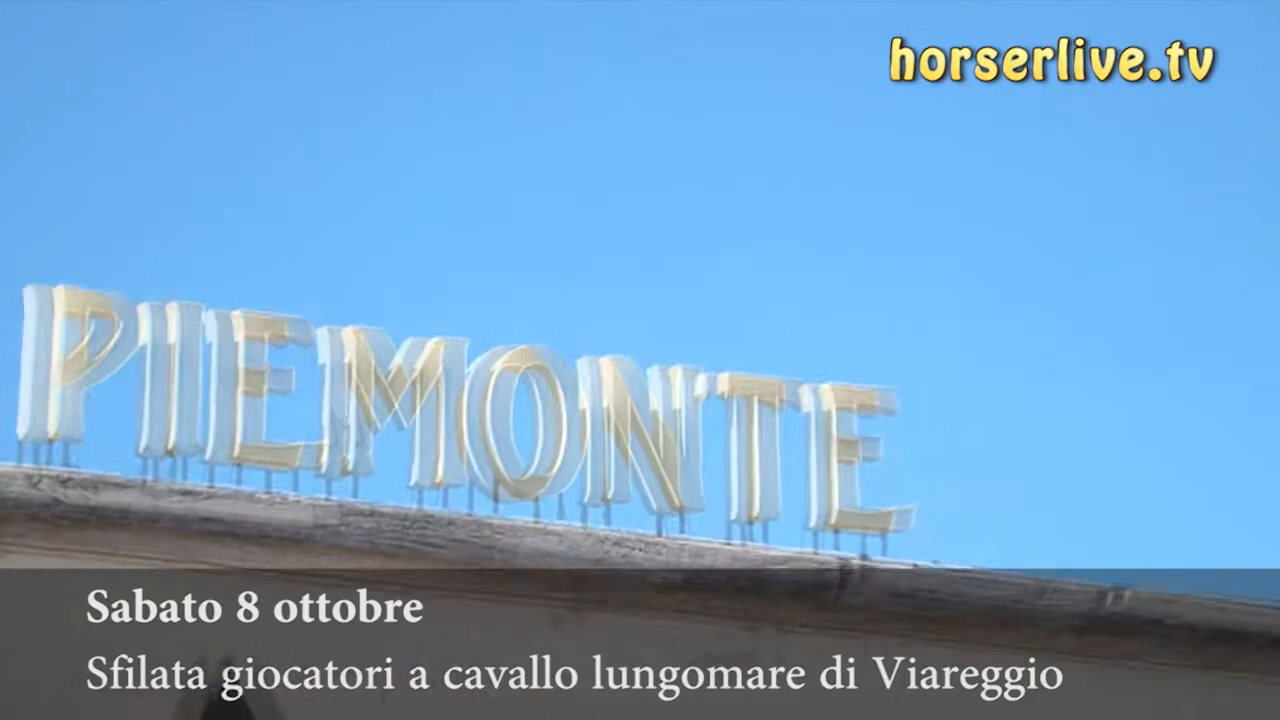 horserlive.tv
PIEMONTE
Sabato 8 ottobre
Sfilata giocatori a cavallo lungomare di Viareggio